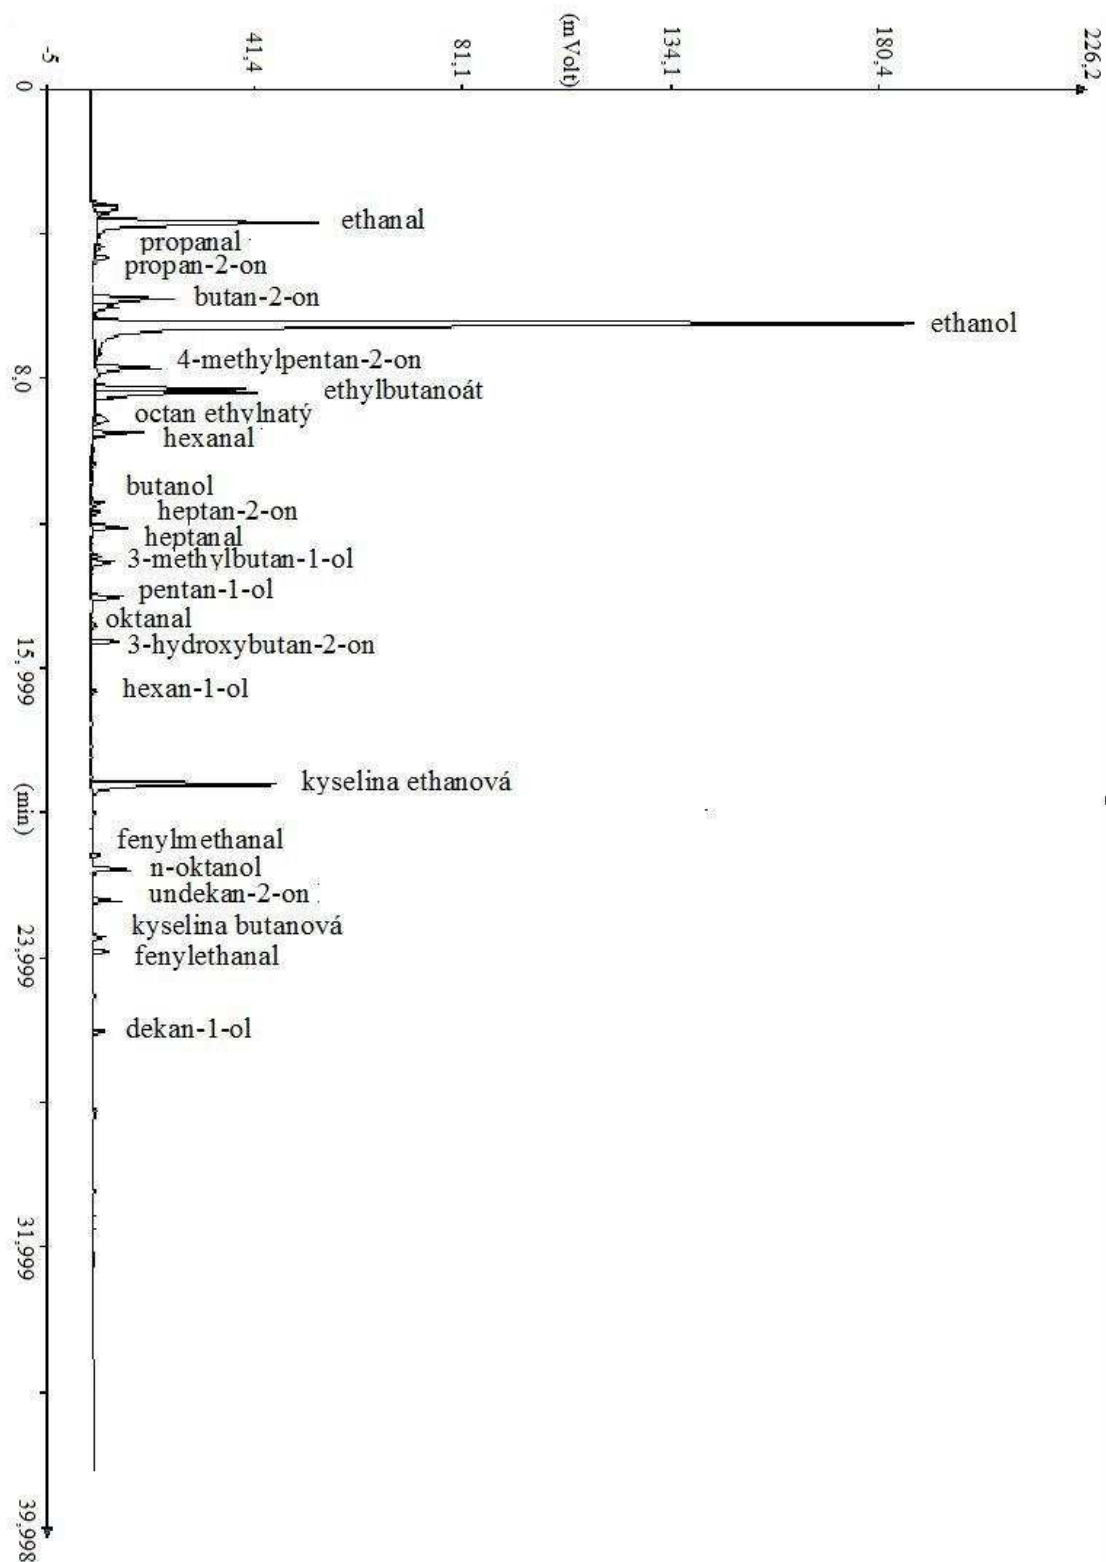 -5
41,4
81,1
(mVolt)
134,1
180,4
226,2
0
ethanal
propanal
propan-2-on
butan-2-on
ethanol
4-methylpentan-2-on
8,0
ethylbutanoát
octan ethylnatý
hexanal
butanol
heptan-2-on
heptanal
3-methylbutan-1-ol
pentan-1-ol
oktanal
3-hydroxybutan-2-on
15,999
hexan-1-ol
kyselina ethanová
(min)
fenylmethanal
n-oktanol
undekan-2-on
kyselina butanová
23,999
fenylethanal
dekan-1-ol
31,999
39,998